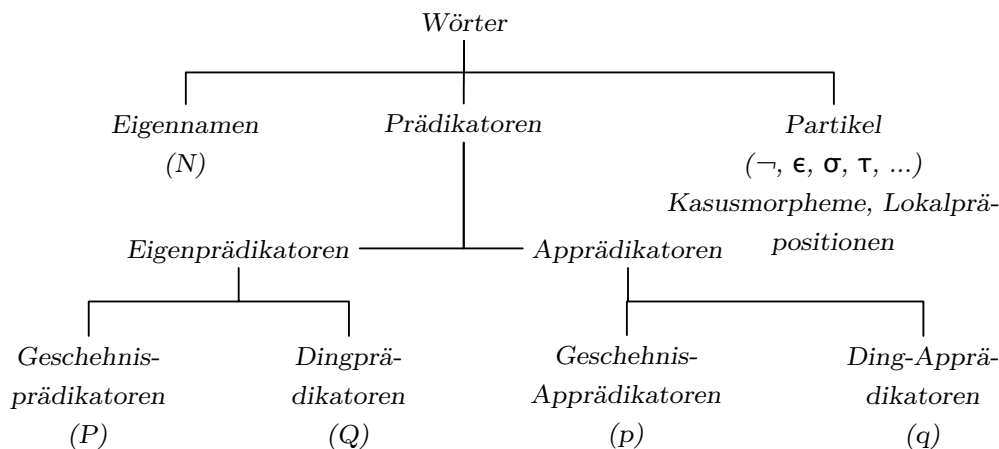 Wörter
Eigennamen
(N)
Prädikatoren
Partikel
(¬, ϵ, σ, τ, ...)
Kasusmorpheme, Lokalprä-
positionen
Eigenprädikatoren
Apprädikatoren
Geschehnis-
prädikatoren
(P)
Dingprä-
dikatoren
(Q)
Geschehnis-
Apprädikatoren
(p)
Ding-Apprä-
dikatoren
(q)